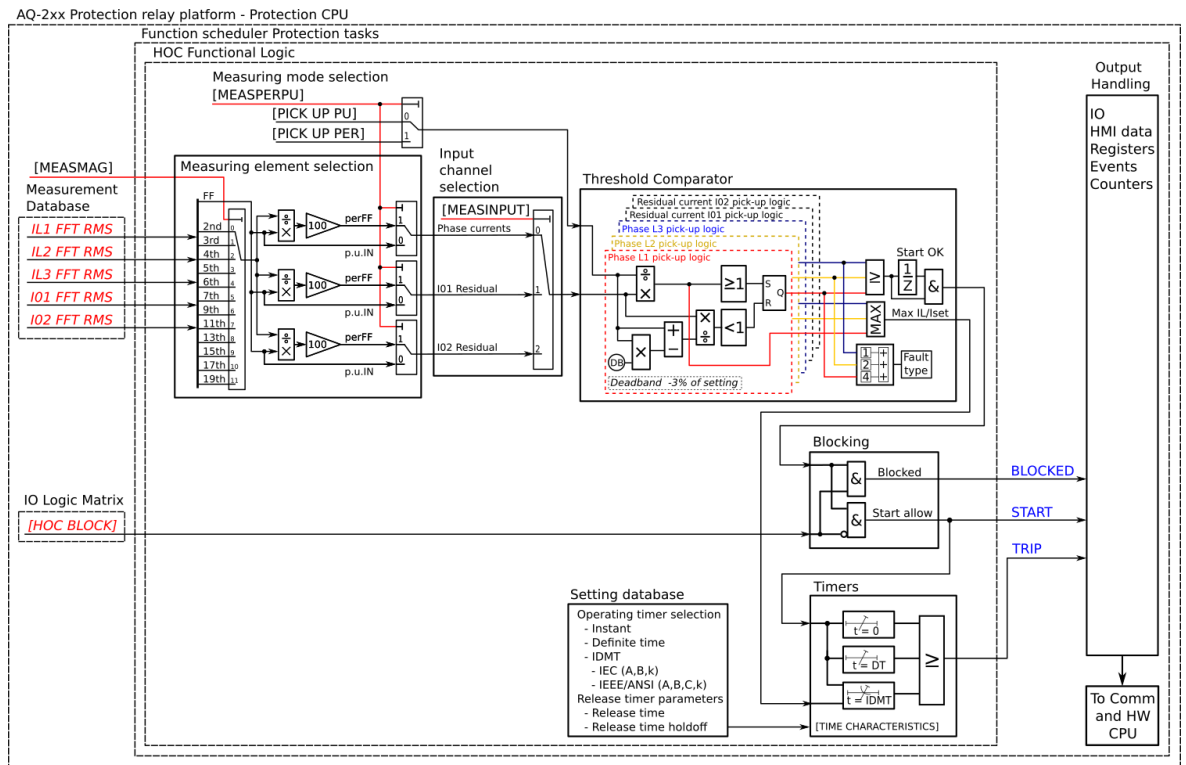 AQ-2xx Protection relay platform - Protection CPU
Function scheduler Protection tasks
HOC Functional Logic
Measuring mode selection
[MEASPERPU]
[PICK UP PU]
[PICK UP PER]
0
1
[MEASMAG]
Measurement
Database
IL1 FFT RMS
IL2 FFT RMS
IL3 FFT RMS
I01 FFT RMS
I02 FFT RMS
Measuring element selection
FF
2nd
3rd
4th
5th
6th
7th
9th
11th
13th
15th
17th
19th
0
1
2
3
4
5
6
7
8
9
10
11
÷
×
100
perFF
p.u.IN
1
0
÷
×
100
perFF
p.u.IN
1
0
÷
×
100
perFF
p.u.IN
1
0
Input
channel
selection
[MEASINPUT]
Phase currents
0
I01 Residual
1
I02 Residual
2
Threshold Comparator
Residual current I02 pick-up logic
Residual current I01 pick-up logic
Phase L3 pick-up logic
Phase L2 pick-up logic
Phase L1 pick-up logic
÷
×
≥1
S
R
Q
×
÷
<1
+
−
×
DB
Deadband -3% of setting
≥
Start OK
1
Z
&
MAX
Max IL/Iset
1 +
2 +
4 +
Fault
type
Output
Handling
IO
HMI data
Registers
Events
Counters
Blocking
&
Blocked
&
Start allow
BLOCKED
START
TRIP
IO Logic Matrix
[HOC BLOCK]
Setting database
Operating timer selection
- Instant
- Definite time
- IDMT
- IEC (A,B,k)
- IEEE/ANSI (A,B,C,k)
Release timer parameters
- Release time
- Release time holdoff
Timers
t = 0
t = DT
t = IDMT
≥
[TIME CHARACTERISTICS]
To Comm
and HW
CPU